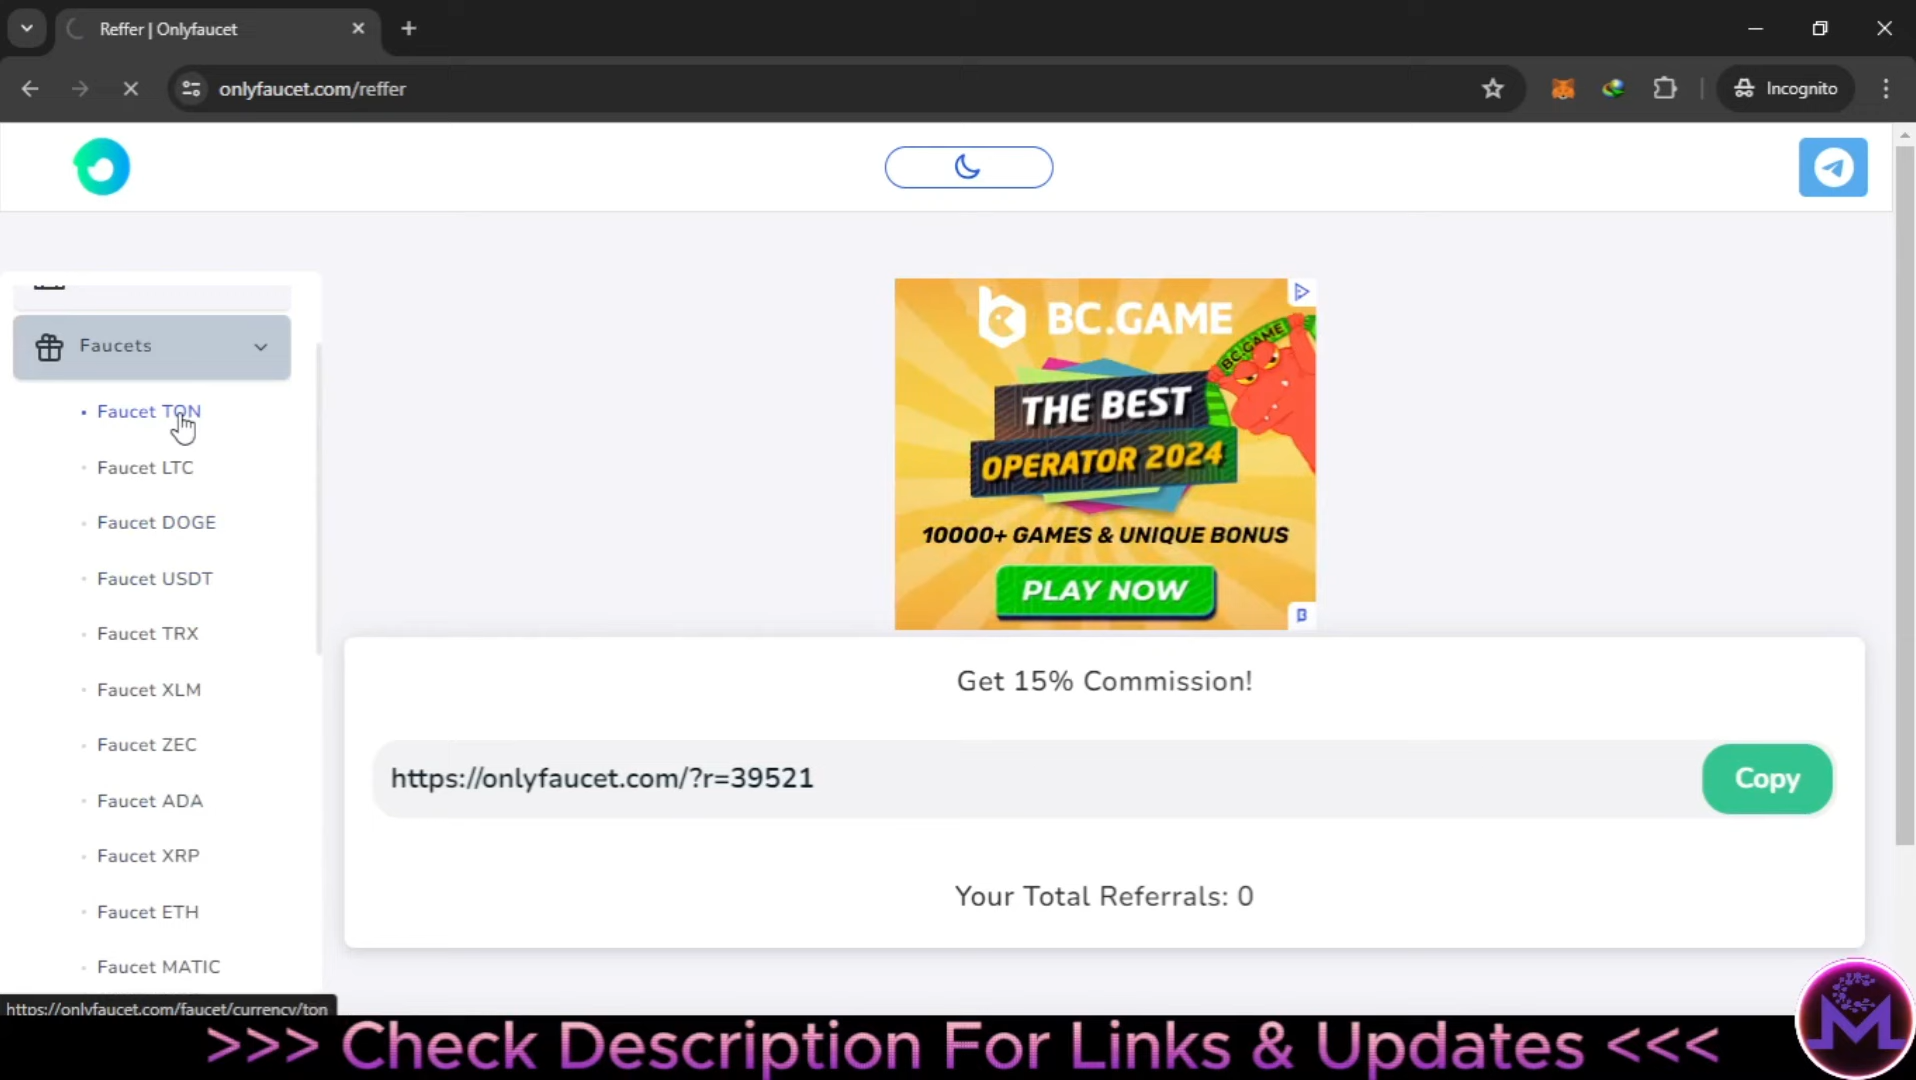 Reffer | Onlyfaucet
onlyfaucet.com/reffer
Incognito
Faucets
Faucet TON
Faucet LTC
Faucet DOGE
Faucet USDT
Faucet TRX
Faucet XLM
Faucet ZEC
Faucet ADA
Faucet XRP
Faucet ETH
Faucet MATIC
BC.GAME
BC.GAME
THE BEST
OPERATOR 2024
10000+ GAMES & UNIQUE BONUS
PLAY NOW
Get 15% Commission!
https://onlyfaucet.com/?r=39521
Copy
Your Total Referrals: 0
https://onlyfaucet.com/faucet/currency/ton
>>> Check Description For Links & Updates <<<